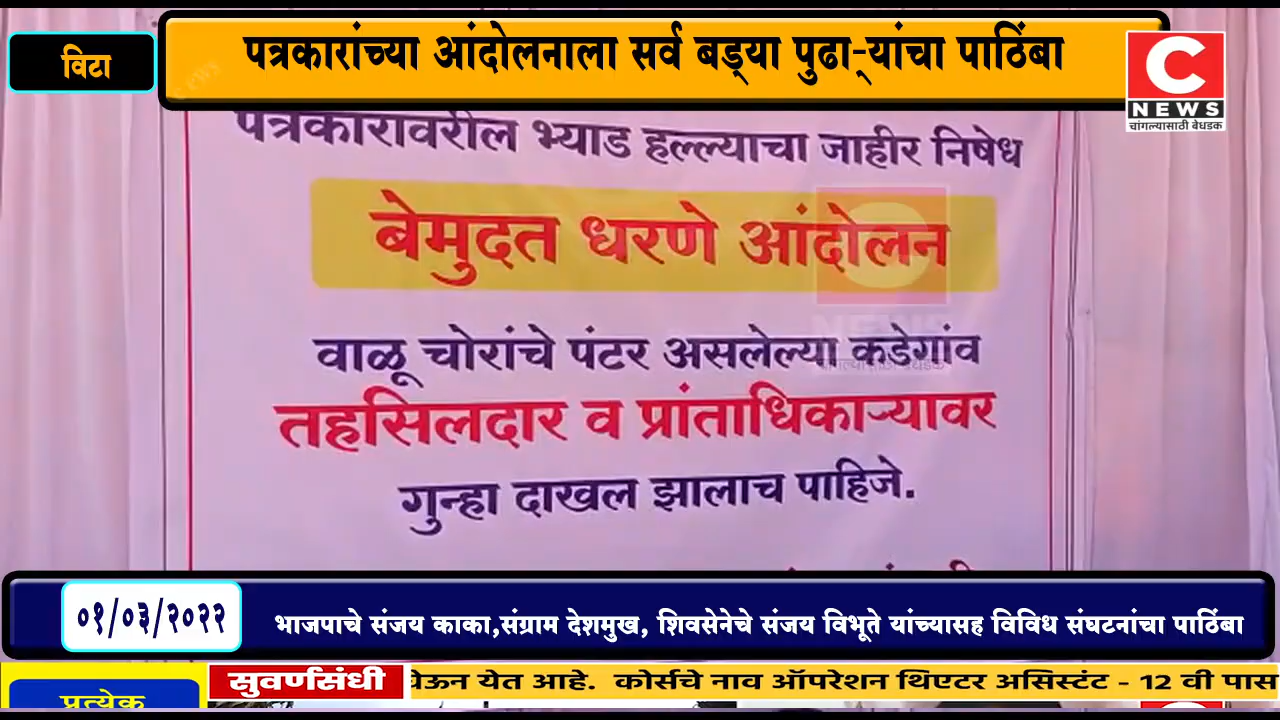 विटा
पत्रकारांच्या आंदोलनाला सर्व बड्या पुढा-यांचा पाठिंबा
C
NEWS
चांगल्यासाठी बेधडक
पत्रकारावरील भ्याड हल्ल्याचा जाहीर निषेध
बेमुदत धरणे आंदोलन
वाळू चोरांचे पंटर असलेल्या कडेगांव
तहसिलदार व प्रांताधिकाऱ्यावर
गुन्हा दाखल झालाच पाहिजे.
०१/०३/२०२२
भाजपाचे संजय काका,संग्राम देशमुख, शिवसेनेचे संजय विभूते यांच्यासह विविध संघटनांचा पाठिंबा
प्रत्येक
सुवर्णसंधी
येत आहे. कोर्सचे नाव ऑपरेशन थिएटर असिस्टंट - 12 वी पास